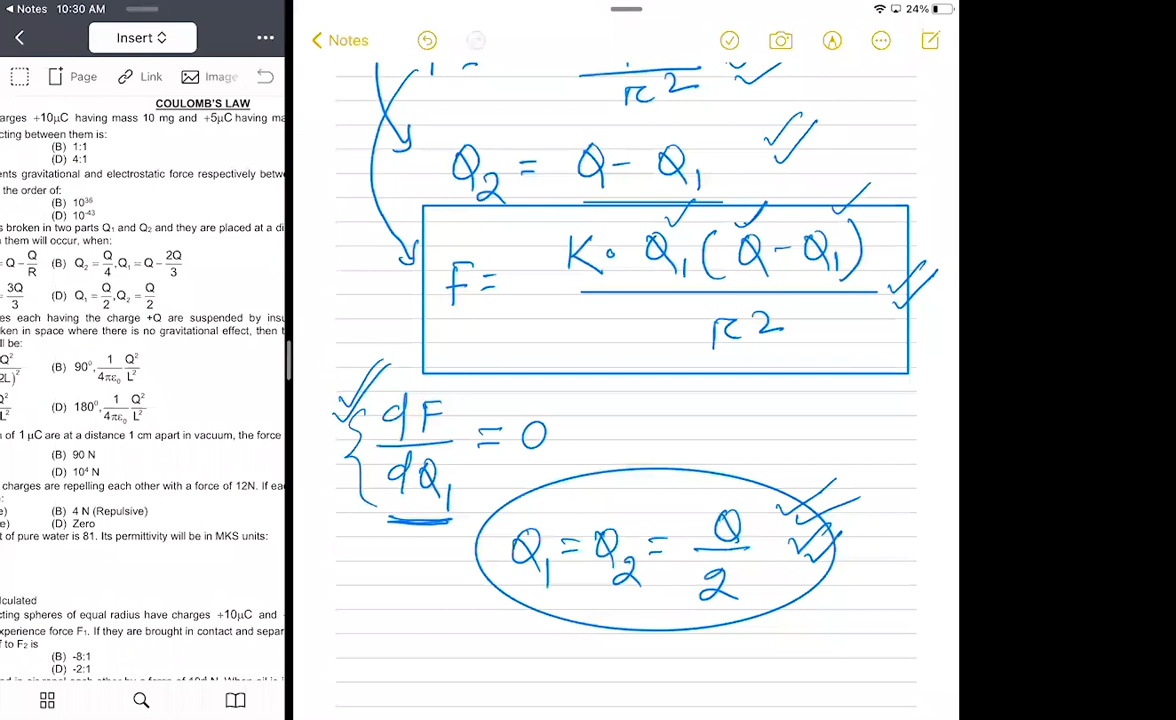 Notes 10:30 AM
24%
Insert
Notes
Page Link Image
COULOMB'S LAW
arges +10μC having mass 10 mg and +5μC having ma
cting between them is:
(B) 1:1
(D) 4:1
ents gravitational and electrostatic force respectively betw
the order of:
(B) 10³⁶
(D) 10⁻⁴³
s broken in two parts Q₁ and Q₂ and they are placed at a di
them will occur, when:
= Q − Q/R (B) Q₂ = Q/4, Q₁ = Q − 2Q/3
3Q/3 (D) Q₁ = Q/2, Q₂ = Q/2
es each having the charge +Q are suspended by insu
ken in space where there is no gravitational effect, then t
ll be:
Q²/2L)² (B) 90°, 1/4πε₀ Q²/L²
Q²/L² (D) 180°, 1/4πε₀ Q²/L²
n of 1 μC are at a distance 1 cm apart in vacuum, the force
(B) 90 N
(D) 10⁴ N
charges are repelling each other with a force of 12N. If ea
:
e) (B) 4 N (Repulsive)
e) (D) Zero
t of pure water is 81. Its permittivity will be in MKS units:
lculated
cting spheres of equal radius have charges +10μC and
xperience force F₁. If they are brought in contact and separ
f to F₂ is
(B) -8:1
(D) -2:1
r²
Q₂ = Q − Q₁
F = K · Q₁ (Q − Q₁) / r²
dF/dQ₁ = 0
Q₁ = Q₂ = Q/2